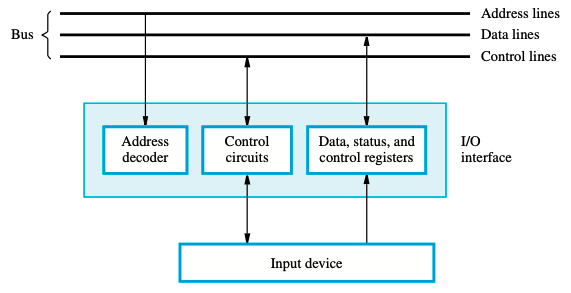 Bus
Address lines
Data lines
Control lines
Address
decoder
Control
circuits
Data, status, and
control registers
I/O
interface
Input device